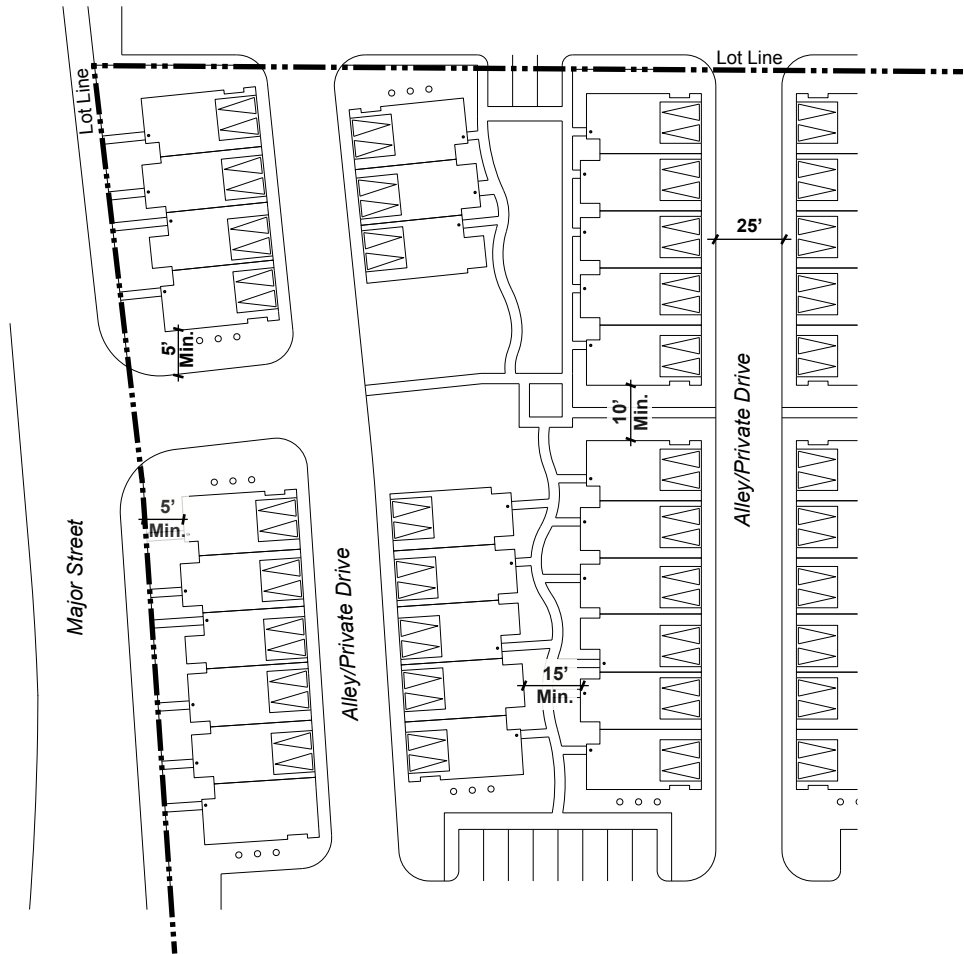 Lot Line
Lot Line
25’
5’
Min.
10’
Min.
Alley/Private Drive
5’
Min.
Major Street
Alley/Private Drive
15’
Min.